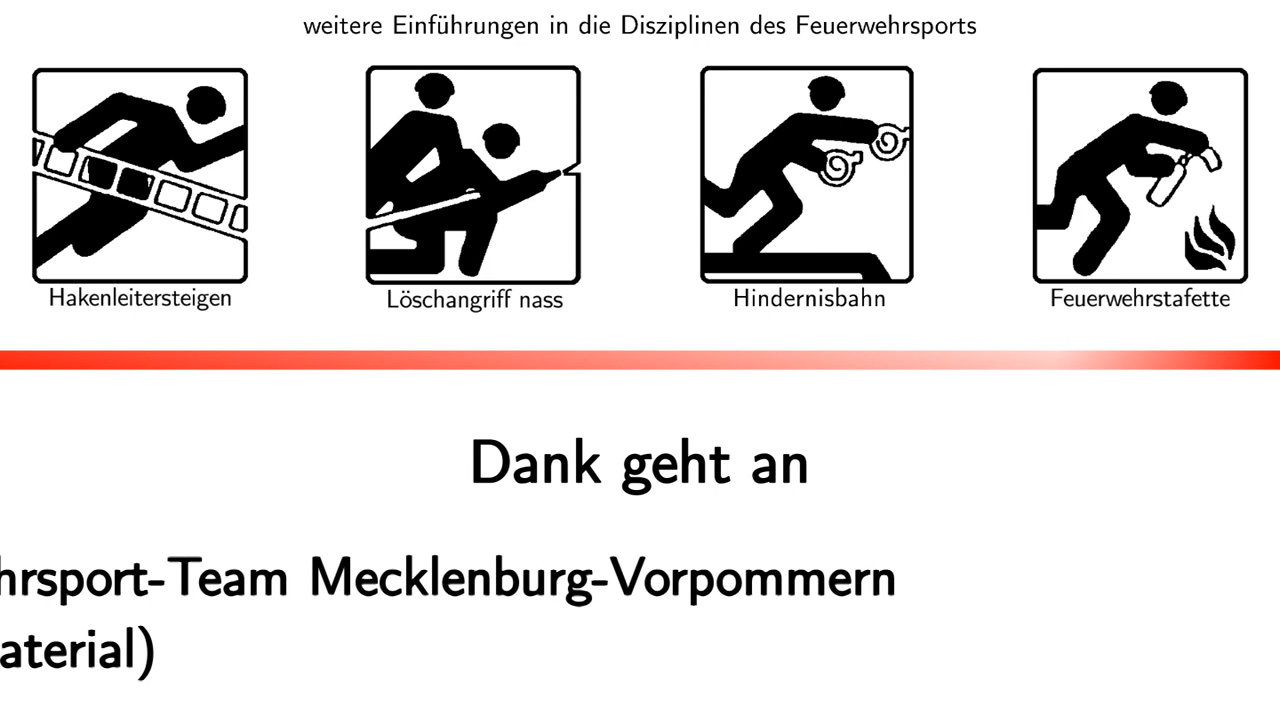 weitere Einführungen in die Disziplinen des Feuerwehrsports
Hakenleitersteigen
Löschangriff nass
Hindernisbahn
Feuerwehrstafette
Dank geht an
hrsport-Team Mecklenburg-Vorpommern
aterial)